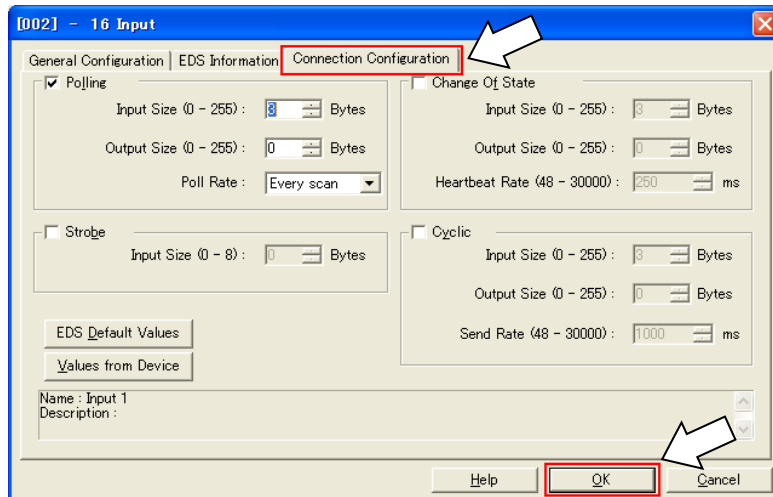 [002] - 16 Input
General Configuration EDS Information Connection Configuration
Polling
Input Size (0 - 255) : 3 Bytes
Output Size (0 - 255) : 0 Bytes
Poll Rate : Every scan
Change Of State
Input Size (0 - 255) : 3 Bytes
Output Size (0 - 255) : 0 Bytes
Heartbeat Rate (48 - 30000) : 250 ms
Strobe
Input Size (0 - 8) : 0 Bytes
Cyclic
Input Size (0 - 255) : 3 Bytes
Output Size (0 - 255) : 0 Bytes
Send Rate (48 - 30000) : 1000 ms
EDS Default Values
Values from Device
Name : Input 1
Description :
Help OK Cancel